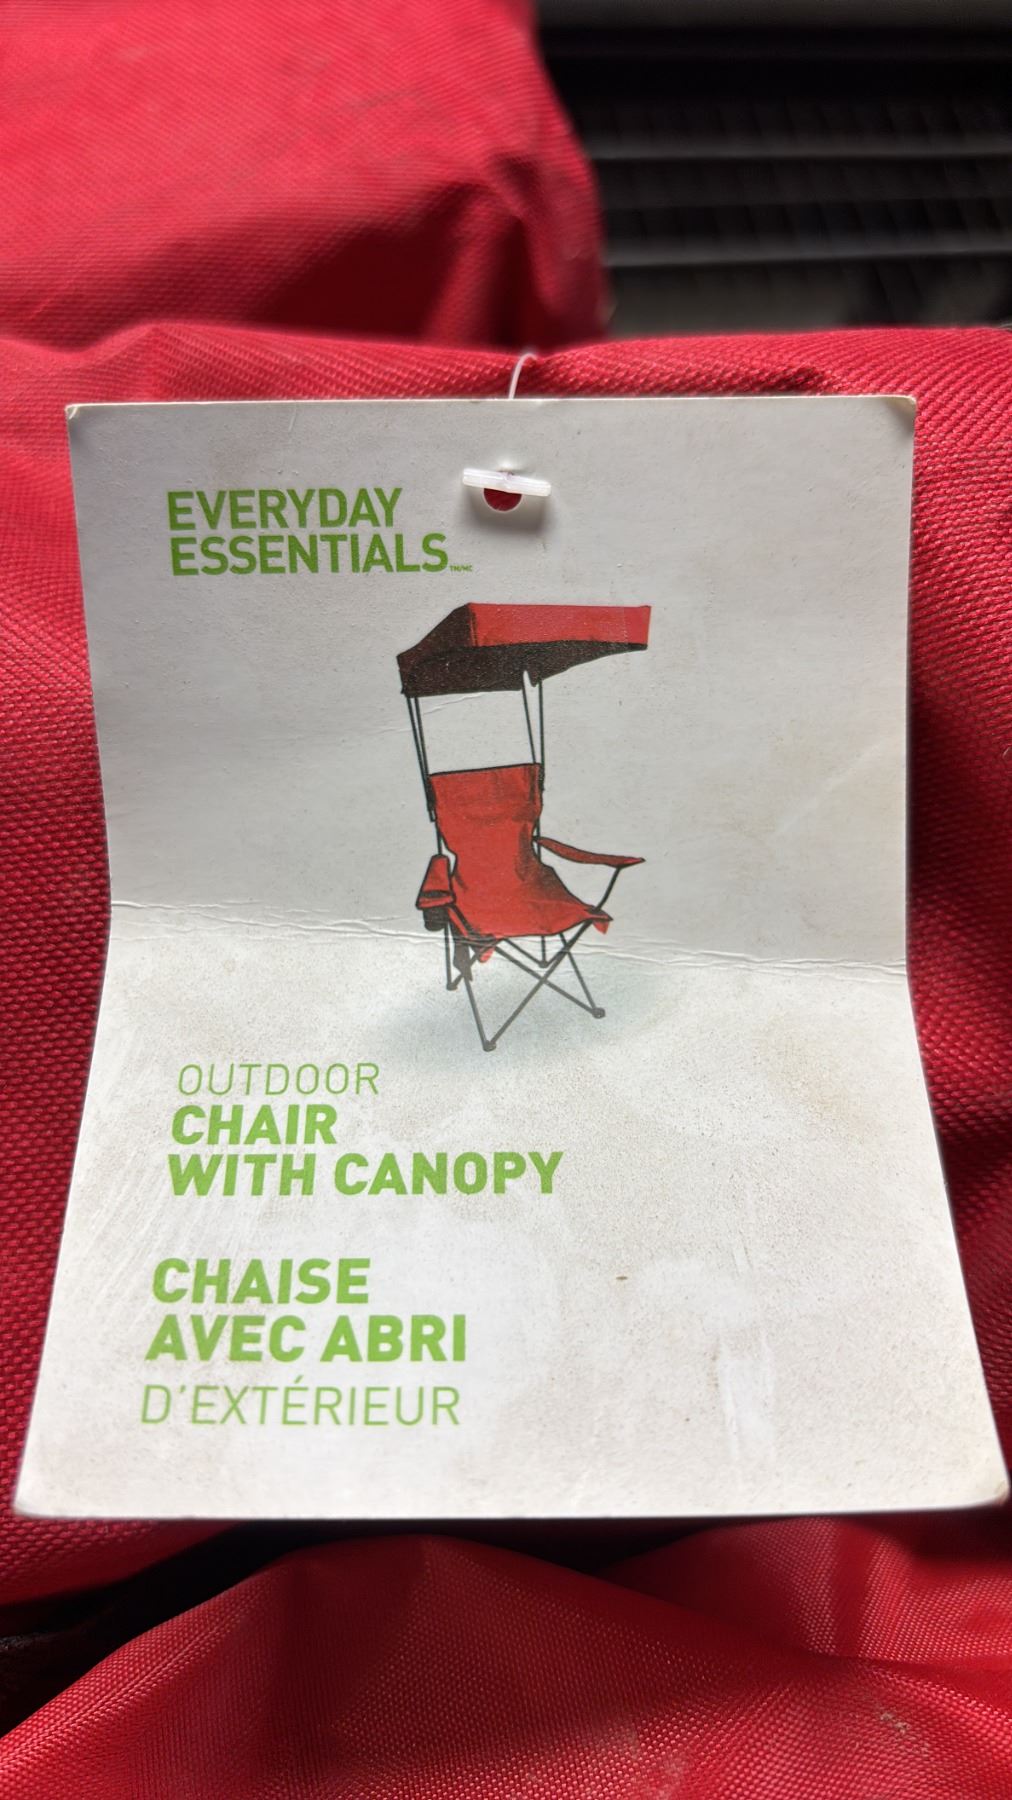 EVERYDAY
ESSENTIALS TM/MC
OUTDOOR
CHAIR
WITH CANOPY
CHAISE
AVEC ABRI
D'EXTÉRIEUR